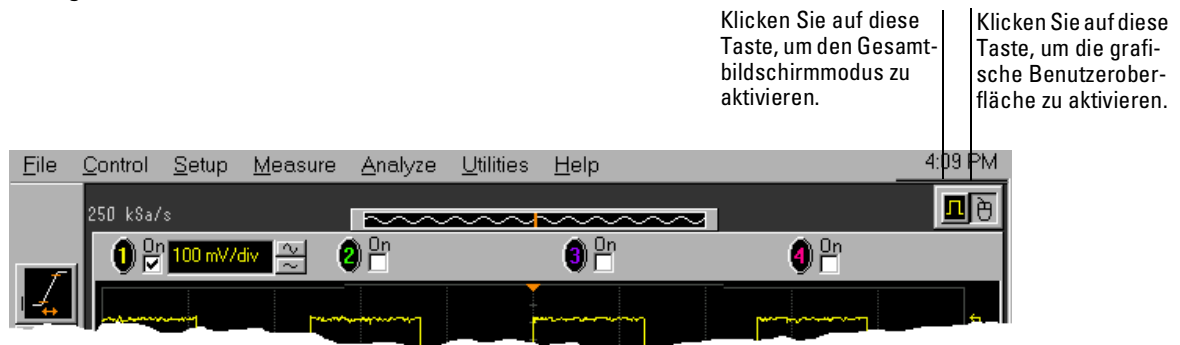 Klicken Sie auf diese
Taste, um den Gesamt-
bildschirmmodus zu
aktivieren.
Klicken Sie auf diese
Taste, um die grafi-
sche Benutzerober-
fläche zu aktivieren.
File Control Setup Measure Analyze Utilities Help 4:09 PM
250 kSa/s
1 On 100 mV/div 2 On 3 On 4 On